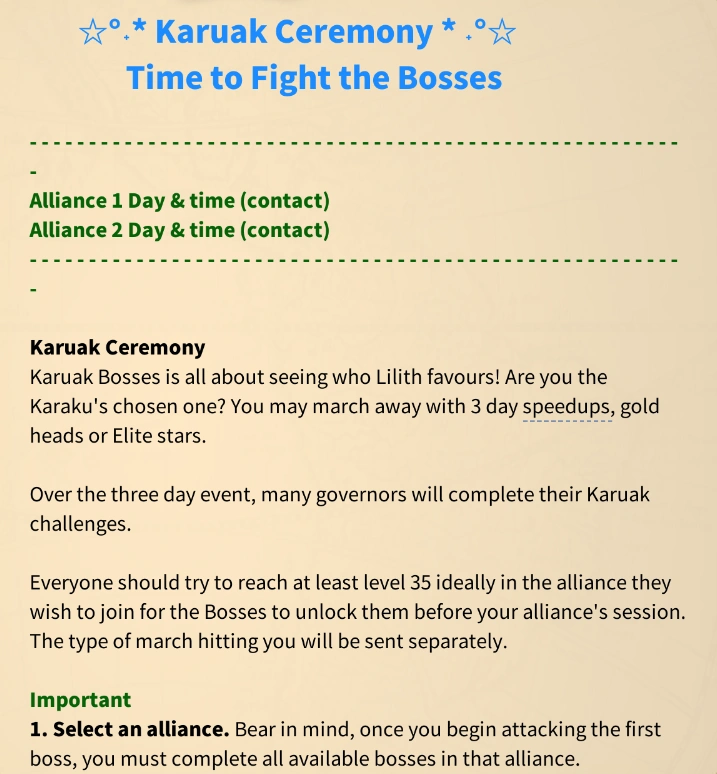 ☆°˖* Karuak Ceremony * ˖°☆
Time to Fight the Bosses
- - - - - - - - - - - - - - - - - - - - - - - - - - - - - - - - - - - - - - - - - - - - - - - - - - - - - -
-
Alliance 1 Day & time (contact)
Alliance 2 Day & time (contact)
- - - - - - - - - - - - - - - - - - - - - - - - - - - - - - - - - - - - - - - - - - - - - - - - - - - - - -
-
Karuak Ceremony
Karuak Bosses is all about seeing who Lilith favours! Are you the
Karaku's chosen one? You may march away with 3 day speedups, gold
heads or Elite stars.
Over the three day event, many governors will complete their Karuak
challenges.
Everyone should try to reach at least level 35 ideally in the alliance they
wish to join for the Bosses to unlock them before your alliance's session.
The type of march hitting you will be sent separately.
Important
1. Select an alliance. Bear in mind, once you begin attacking the first
boss, you must complete all available bosses in that alliance.